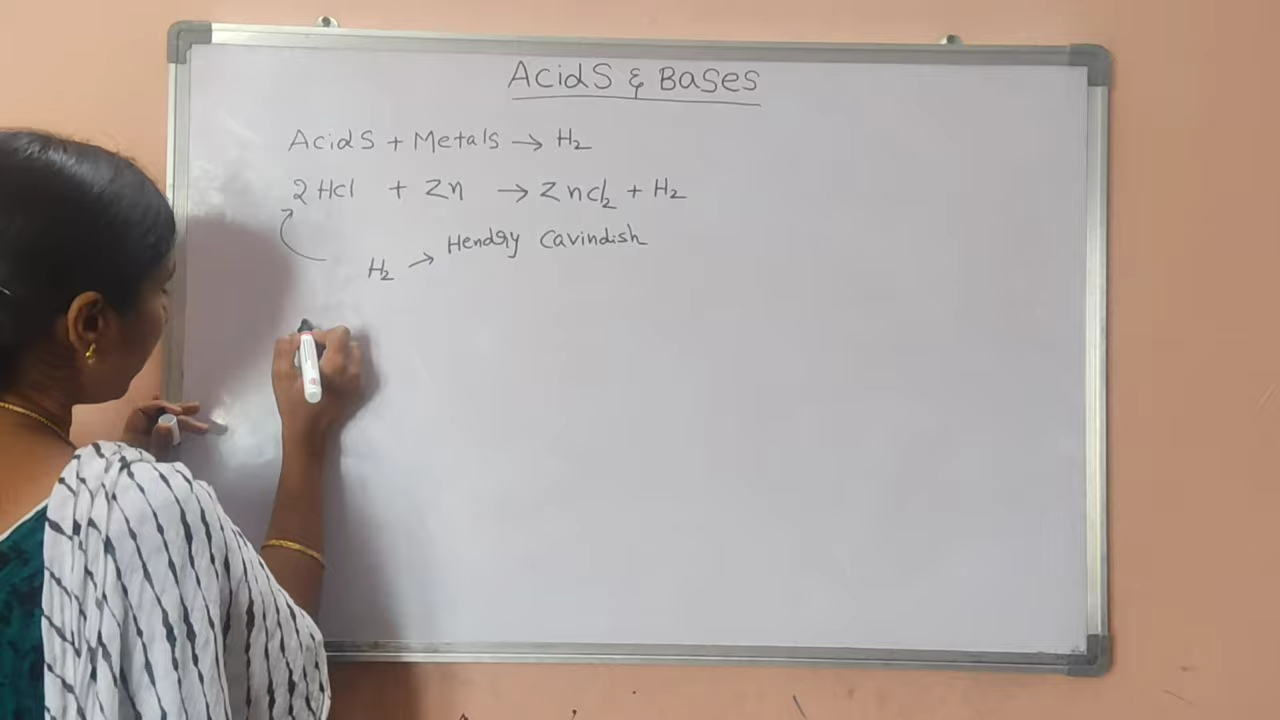 Acids & Bases
Acids + Metals → H₂
2 HCl + Zn → Zncl₂ + H₂
H₂ → Hendry Cavindish